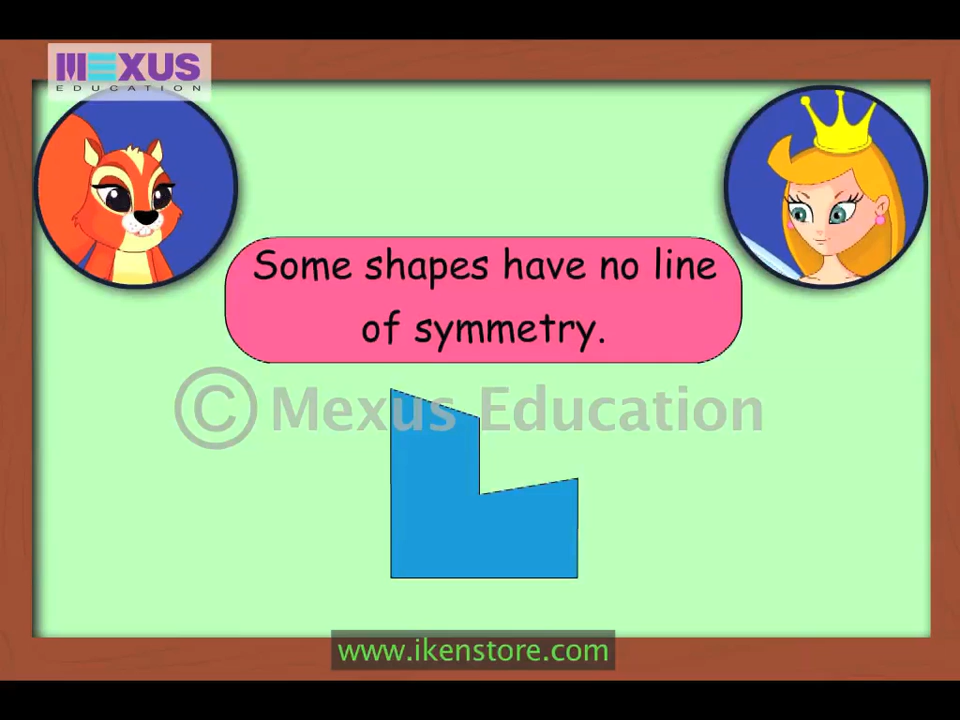 MEXUS
EDUCATION
Some shapes have no line
of symmetry.
© Mexus Education
www.ikenstore.com